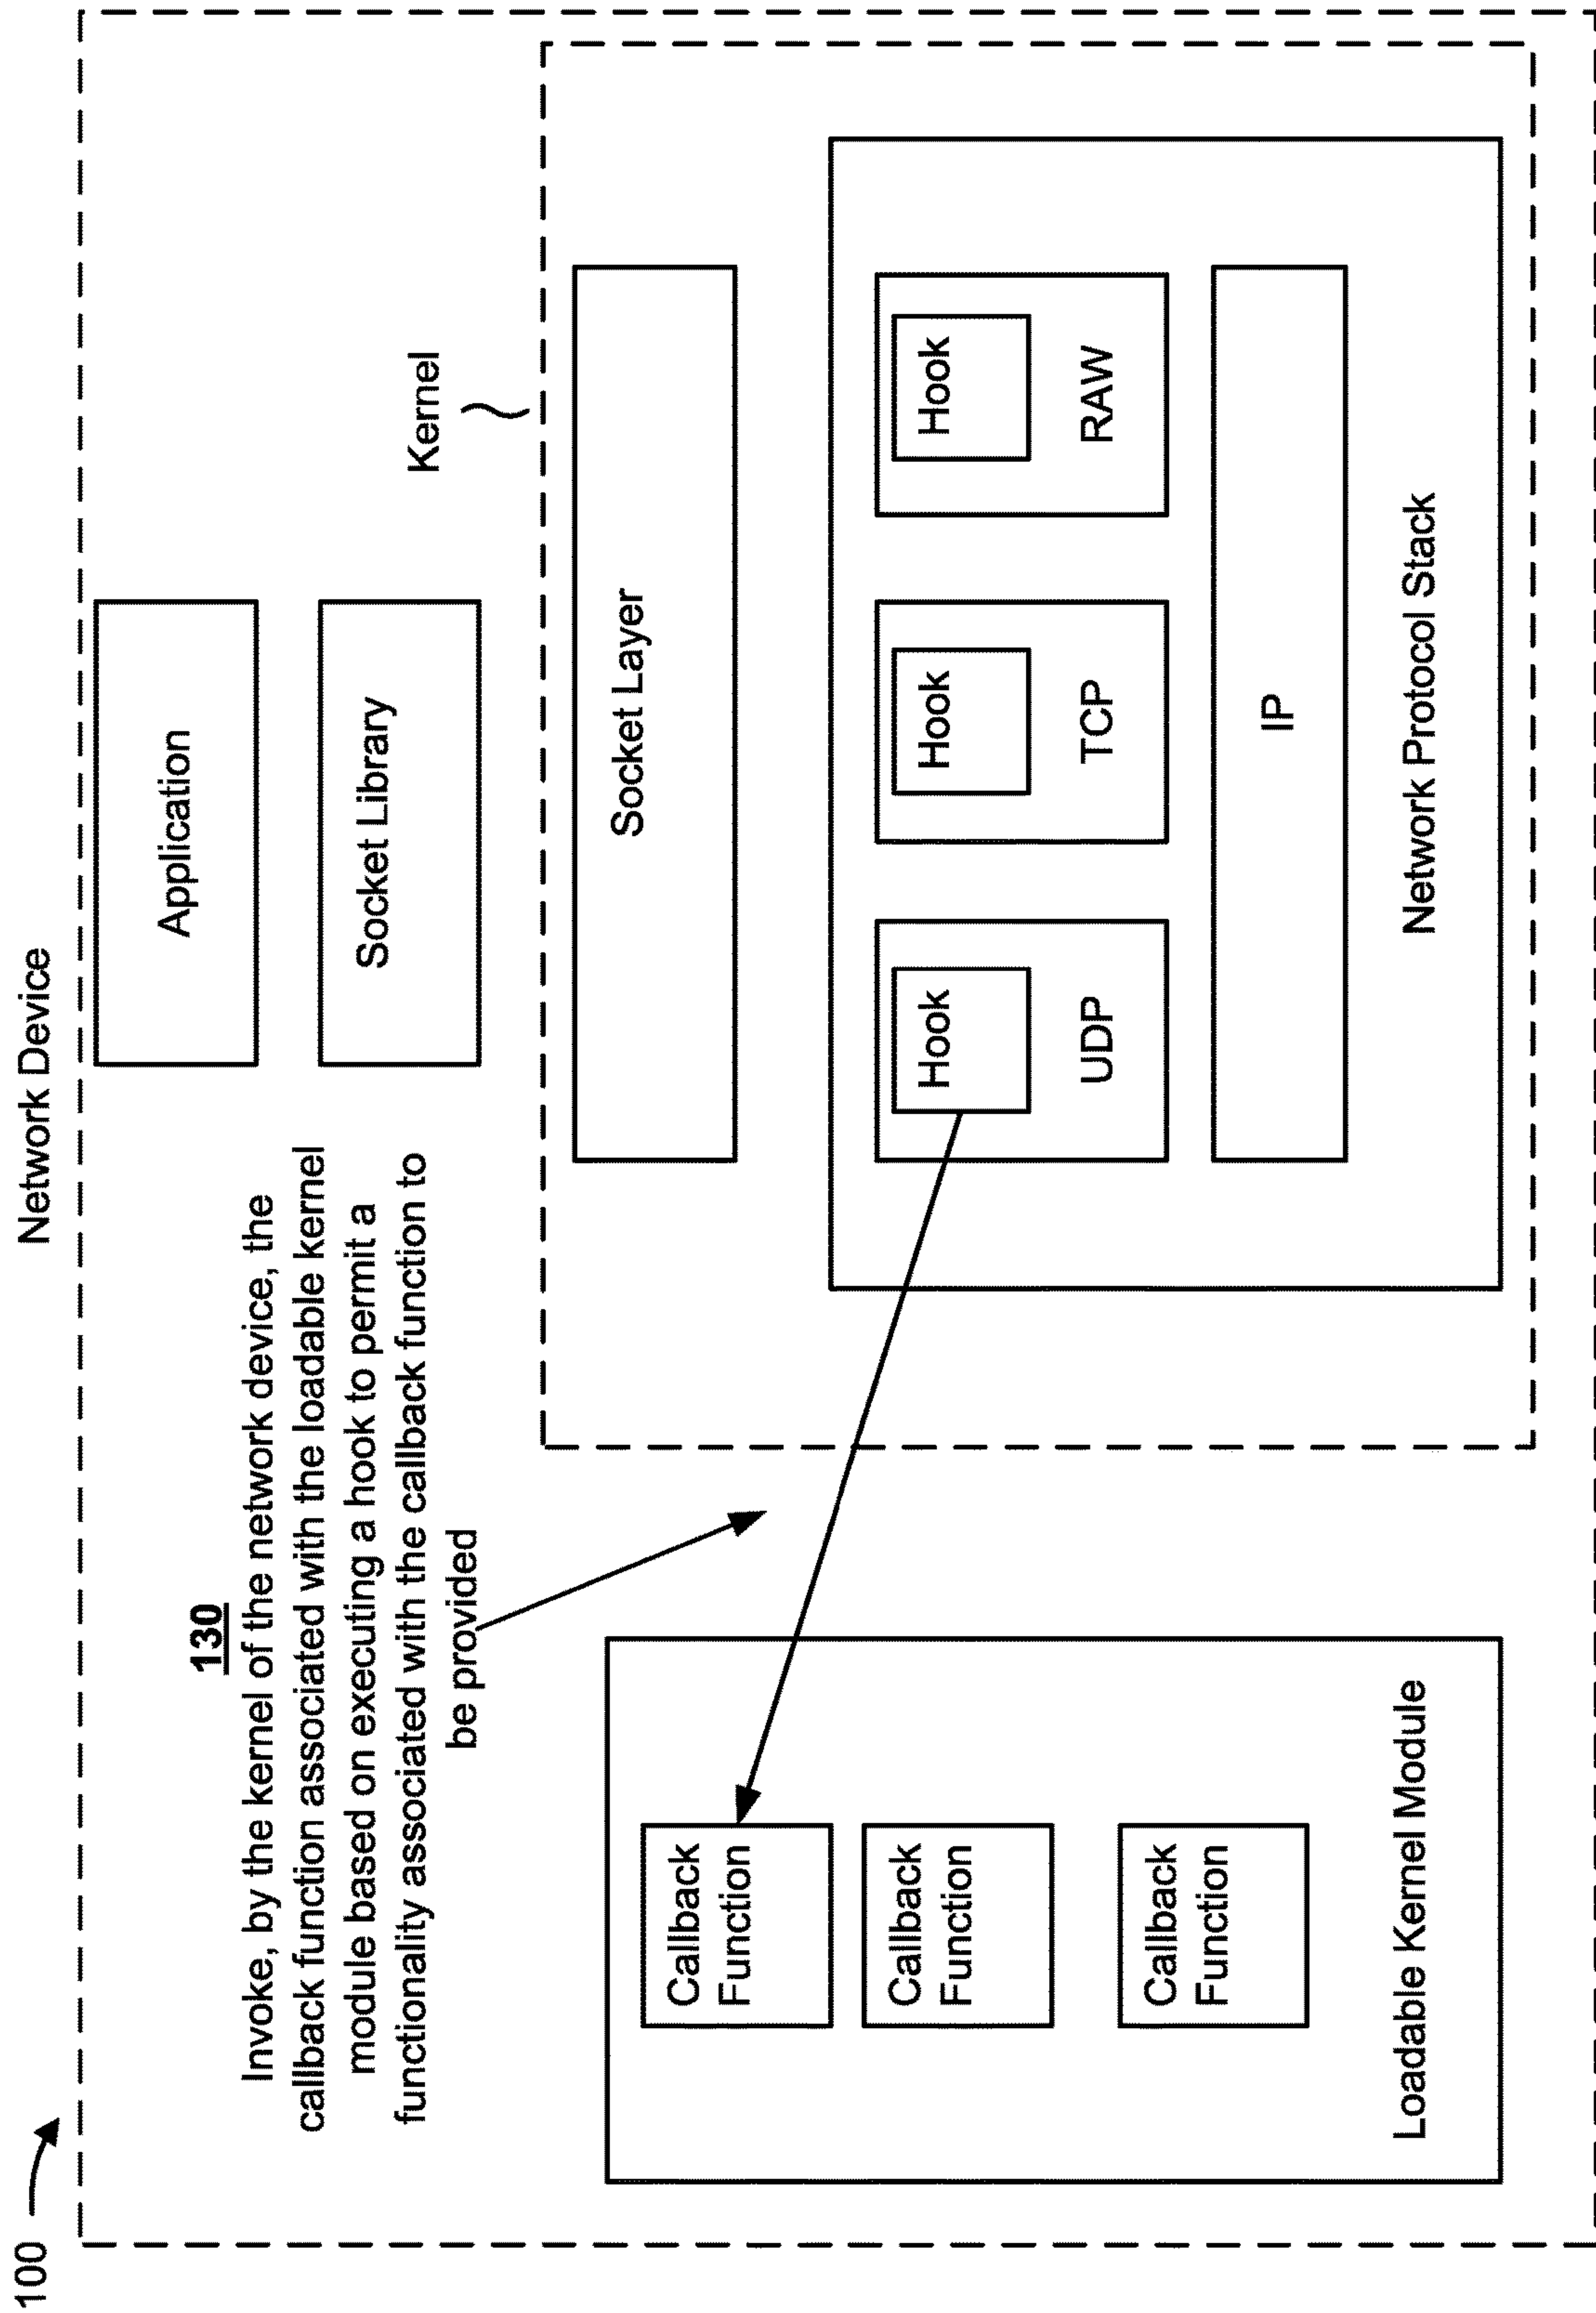 100
Network Device
130
Invoke, by the kernel of the network device, the
callback function associated with the loadable kernel
module based on executing a hook to permit a
functionality associated with the callback function to
be provided
Application
Socket Library
Kernel
Socket Layer
Hook
UDP
Hook
TCP
Hook
RAW
IP
Network Protocol Stack
Callback
Function
Callback
Function
Callback
Function
Loadable Kernel Module